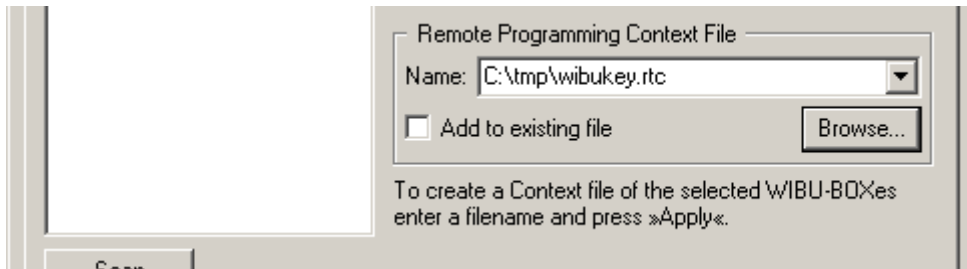 Remote Programming Context File
Name: C:\tmp\wibukey.rtc
Add to existing file
Browse...
To create a Context file of the selected WIBU-BOXes
enter a filename and press »Apply«.